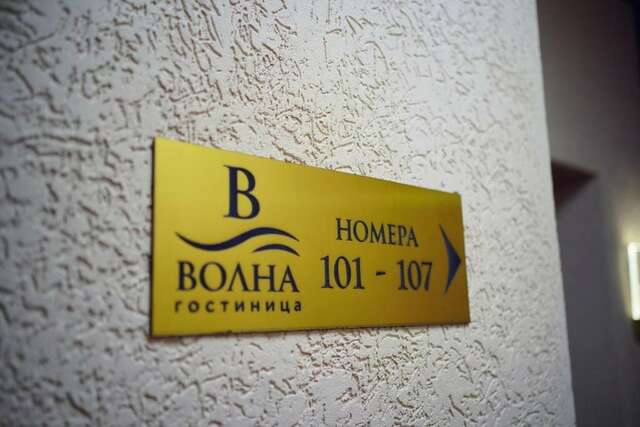 В
ВОЛНА
гостиница
НОМЕРА
101 - 107